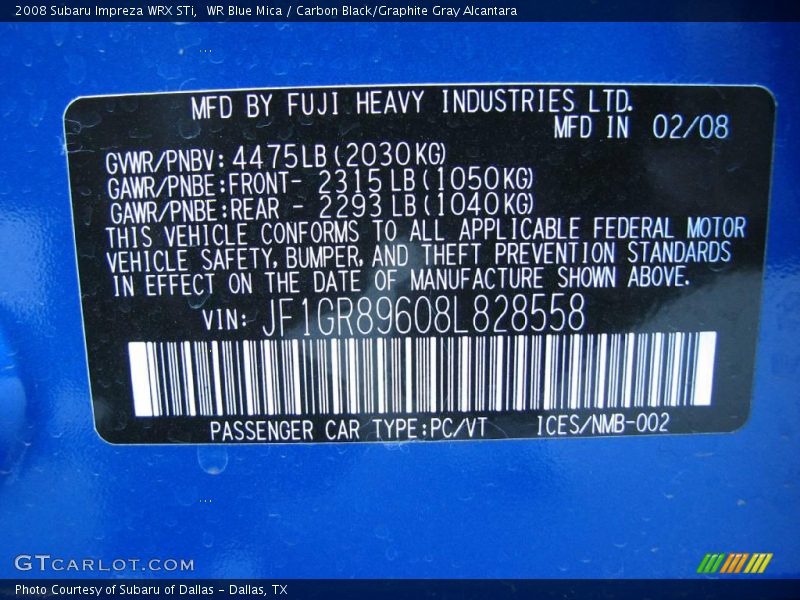 2008 Subaru Impreza WRX STi,  WR Blue Mica / Carbon Black/Graphite Gray Alcantara
...
MFD BY FUJI HEAVY INDUSTRIES LTD.
MFD IN 02/08
GVWR/PNBV: 4475LB(2030KG)
GAWR/PNBE:FRONT- 2315LB(1050KG)
GAWR/PNBE:REAR - 2293LB(1040KG)
THIS VEHICLE CONFORMS TO ALL APPLICABLE FEDERAL MOTOR
VEHICLE SAFETY, BUMPER, AND THEFT PREVENTION STANDARDS
IN EFFECT ON THE DATE OF MANUFACTURE SHOWN ABOVE.
VIN: JF1GR89608L828558
PASSENGER CAR TYPE:PC/VT ICES/NMB-002
...
GTCARLOT.COM
Photo Courtesy of Subaru of Dallas - Dallas, TX